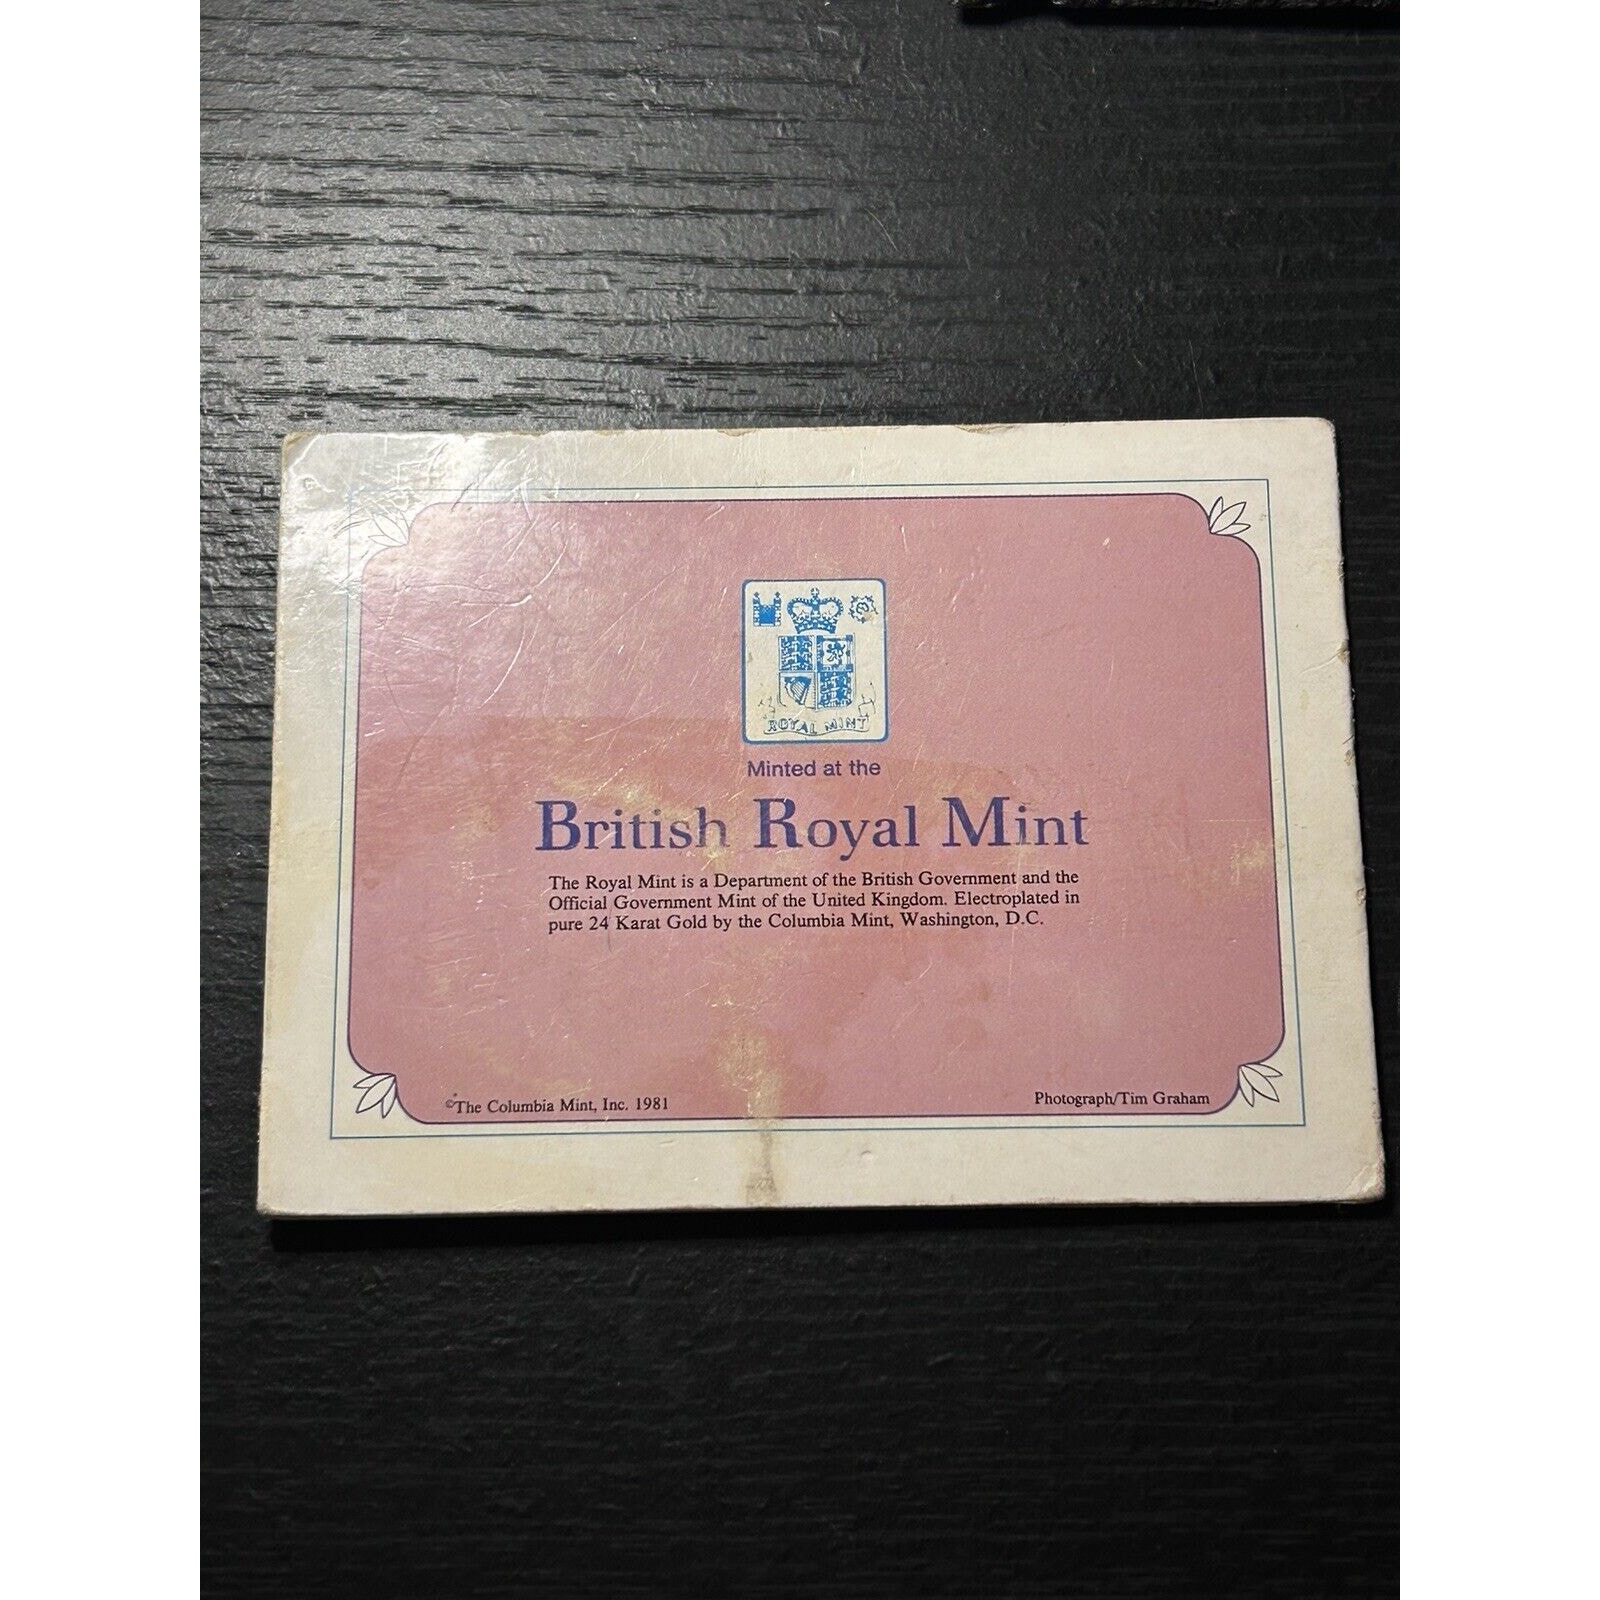 ROYAL MINT
Minted at the
British Royal Mint
The Royal Mint is a Department of the British Government and the
Official Government Mint of the United Kingdom. Electroplated in
pure 24 Karat Gold by the Columbia Mint, Washington, D.C.
©The Columbia Mint, Inc. 1981
Photograph/Tim Graham